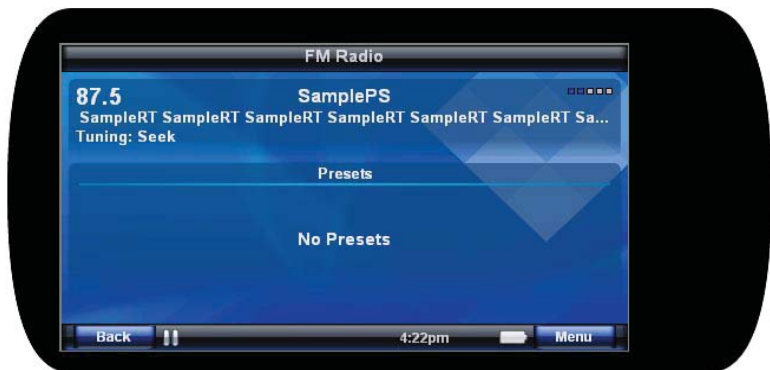 FM Radio
87.5 SamplePS
SampleRT SampleRT SampleRT SampleRT SampleRT SampleRT Sa...
Tuning: Seek
Presets
No Presets
Back 4:22pm Menu